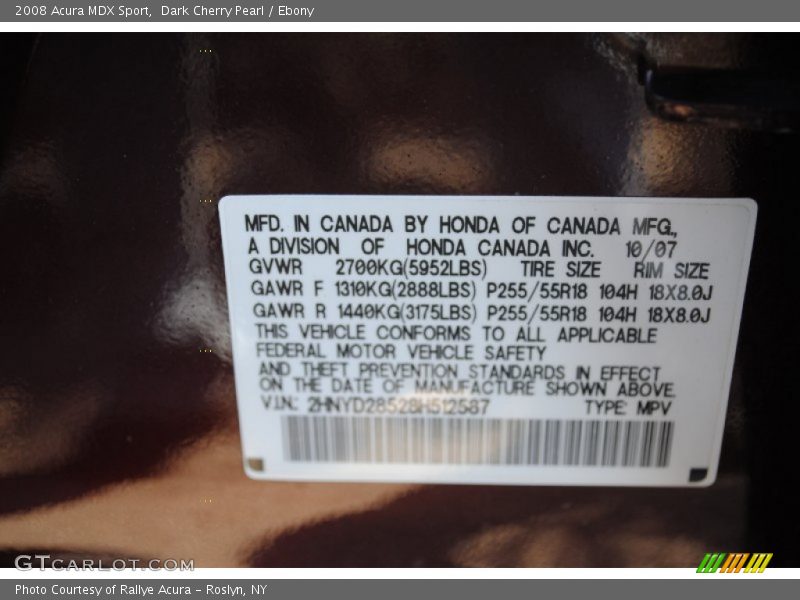 2008 Acura MDX Sport,  Dark Cherry Pearl / Ebony
MFD. IN CANADA BY HONDA OF CANADA MFG.,
A DIVISION OF HONDA CANADA INC. 10/07
GVWR 2700KG(5952LBS) TIRE SIZE RIM SIZE
GAWR F 1310KG(2888LBS) P255/55R18 104H 18X8.0J
GAWR R 1440KG(3175LBS) P255/55R18 104H 18X8.0J
THIS VEHICLE CONFORMS TO ALL APPLICABLE
FEDERAL MOTOR VEHICLE SAFETY
AND THEFT PREVENTION STANDARDS IN EFFECT
ON THE DATE OF MANUFACTURE SHOWN ABOVE.
V.I.N.: 2HNYD28528H512587 TYPE: MPV
GTCARLOT.COM
Photo Courtesy of Rallye Acura - Roslyn, NY